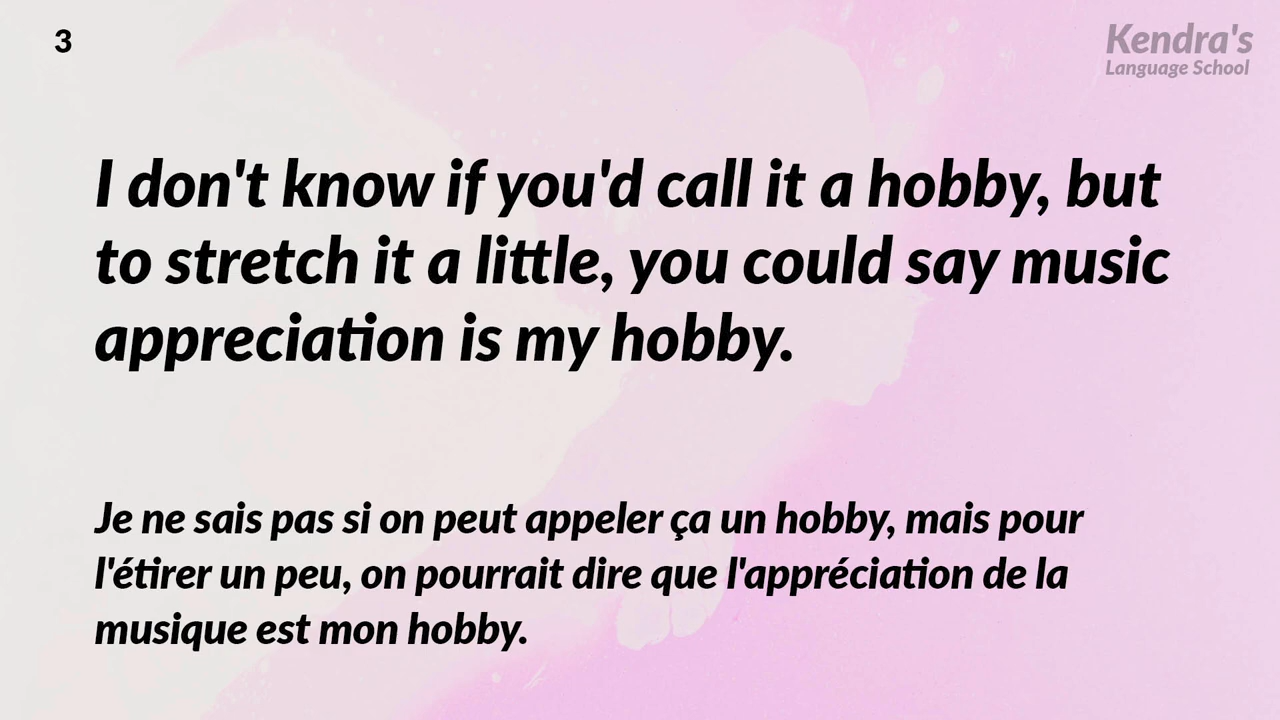 3
Kendra's
Language School
I don't know if you'd call it a hobby, but
to stretch it a little, you could say music
appreciation is my hobby.
Je ne sais pas si on peut appeler ça un hobby, mais pour
l'étirer un peu, on pourrait dire que l'appréciation de la
musique est mon hobby.